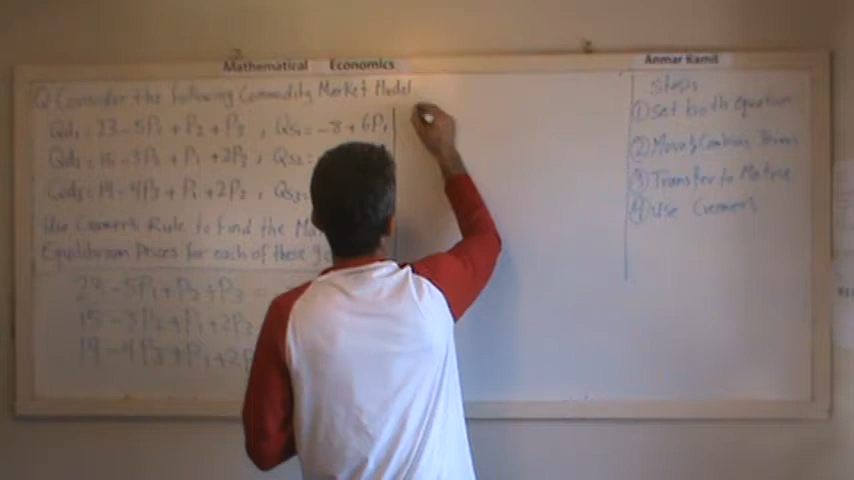 Mathematical Economics
Anmar Kamil
Q Consider the following Commodity Market Model
Qd1 = 23 - 5P1 + P2 + P3 , QS1 = -8 + 6P1
Qd2 = 15 - 3P2 + P1 + 2P3 , QS2 =
Qd3 = 19 - 4P3 + P1 + 2P2 , QS3 =
Use Cramer's Rule to find the
Equilibrium Prices for each of these
23 - 5P1 + P2 + P3 =
15 - 3P2 + P1 + 2P3
19 - 4P3 + P1 + 2P
Steps
① Set both equation
② Move & Combine terms
③ Transfer to Matrix
④ Use Cramer's